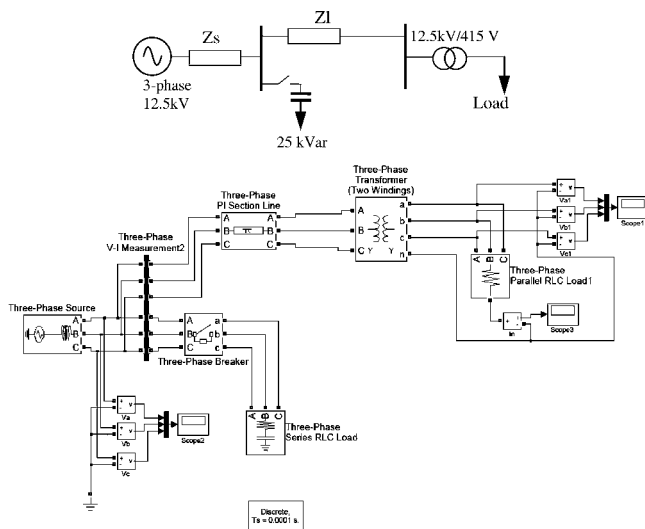 Zs
Zl
12.5kV/415 V
3-phase
12.5kV
25 kVar
Load
Three-Phase
Transformer
(Two Windings)
Three-Phase
PI Section Line
Three-Phase
V-I Measurement2
A
B
C
A
B
C
A
B
C
Y
Y
a
b
c
n
Va1
Vb1
Vc1
Scope1
A B C
Three-Phase
Parallel RLC Load1
In
Scope3
Three-Phase Source
A
B
C
A
B
C
a
b
c
Three-Phase Breaker
A B C
Three-Phase
Series RLC Load
Va
Vb
Vc
Scope2
Discrete,
Ts = 0.0001 s.